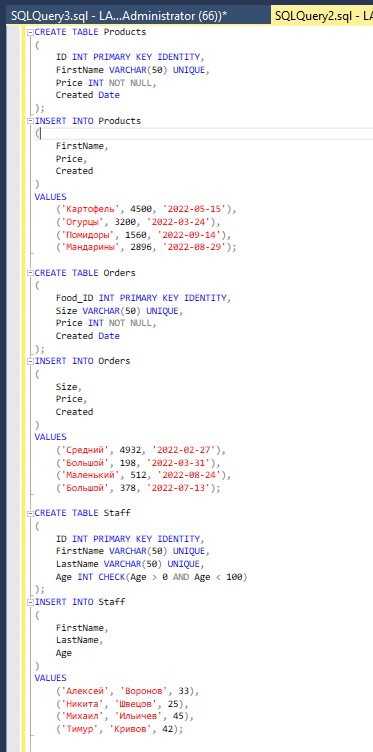 SQLQuery3.sql - LA...Administrator (66))* SQLQuery2.sql - LA
CREATE TABLE Products
(
ID INT PRIMARY KEY IDENTITY,
FirstName VARCHAR(50) UNIQUE,
Price INT NOT NULL,
Created Date
);
INSERT INTO Products
(
FirstName,
Price,
Created
)
VALUES
('Картофель', 4500, '2022-05-15'),
('Огурцы', 3200, '2022-03-24'),
('Помидоры', 1560, '2022-09-14'),
('Мандарины', 2896, '2022-08-29');
CREATE TABLE Orders
(
Food_ID INT PRIMARY KEY IDENTITY,
Size VARCHAR(50) UNIQUE,
Price INT NOT NULL,
Created Date
);
INSERT INTO Orders
(
Size,
Price,
Created
)
VALUES
('Средний', 4932, '2022-02-27'),
('Большой', 198, '2022-03-31'),
('Маленький', 512, '2022-08-24'),
('Большой', 378, '2022-07-13');
CREATE TABLE Staff
(
ID INT PRIMARY KEY IDENTITY,
FirstName VARCHAR(50) UNIQUE,
LastName VARCHAR(50) UNIQUE,
Age INT CHECK(Age > 0 AND Age < 100)
);
INSERT INTO Staff
(
FirstName,
LastName,
Age
)
VALUES
('Алексей', 'Воронов', 33),
('Никита', 'Швецов', 25),
('Михаил', 'Ильичев', 45),
('Тимур', 'Кривов', 42);